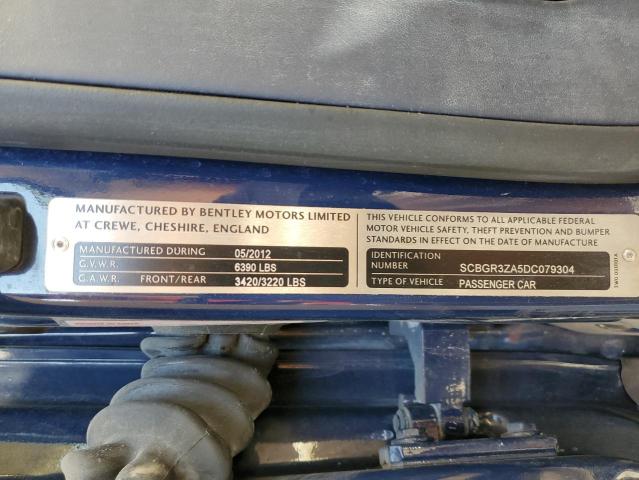 MANUFACTURED BY BENTLEY MOTORS LIMITED
AT CREWE, CHESHIRE, ENGLAND
MANUFACTURED DURING 05/2012
G.V.W.R. 6390 LBS
G.A.W.R. FRONT/REAR 3420/3220 LBS
THIS VEHICLE CONFORMS TO ALL APPLICABLE FEDERAL
MOTOR VEHICLE SAFETY, THEFT PREVENTION AND BUMPER
STANDARDS IN EFFECT ON THE DATE OF MANUFACTURE
IDENTIFICATION
NUMBER SCBGR3ZA5DC079304
TYPE OF VEHICLE PASSENGER CAR